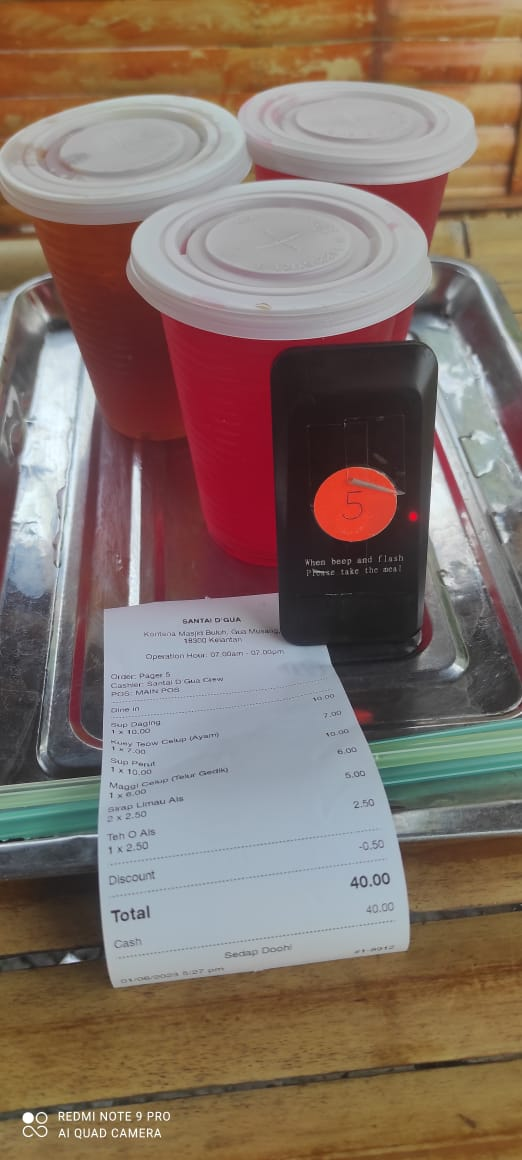 5
When beep and flash
Please take the meal
SANTAI D'GUA
Kontena Masjid Buluh, Gua Musang,
18300 Kelantan
Operation Hour: 07.00am - 07.00pm
Order: Pager 5
Cashier: Santai D Gua Crew
POS: MAIN POS
Dine in
Sup Daging 10.00
1 x 10.00
Kuey Teow Celup (Ayam) 7.00
1 x 7.00
Sup Perut 10.00
1 x 10.00
Maggi Celup (Telur Gedik) 6.00
1 x 6.00
Sirap Limau Ais 5.00
2 x 2.50
Teh O Ais 2.50
1 x 2.50
Discount -0.50
Total 40.00
Cash 40.00
Sedap Doohi
01/06/2023 5:27 pm #1-8912
REDMI NOTE 9 PRO
AI QUAD CAMERA